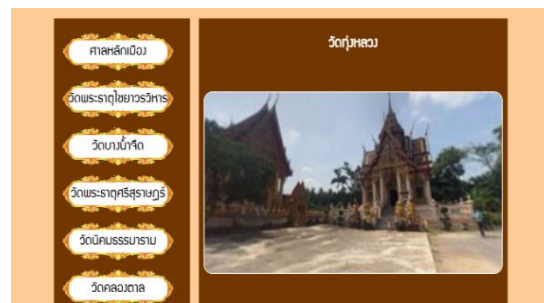 ศาลหลักเมือง
วัดพระธาตุไชยาวรวิหาร
วัดบางน้ำจืด
วัดพระธาตุศรีสุราษฎร์
วัดนิคมธรรมาราม
วัดคลองตาล
วัดทุ่งหลวง